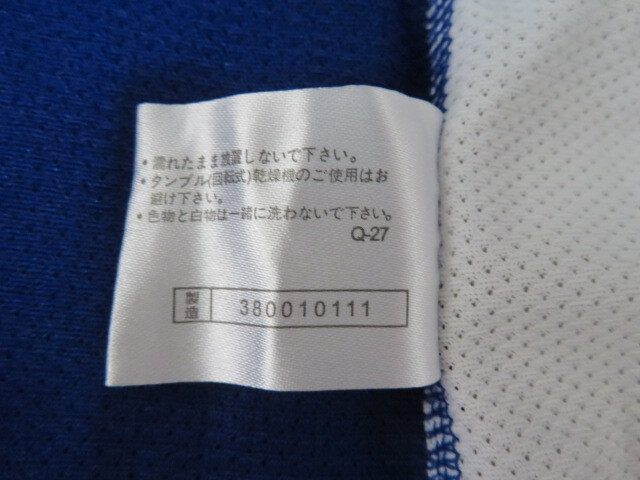 ・濡れたまま放置しないで下さい。
・タンブル(回転式)乾燥機のご使用はお
避け下さい。
・色物と白物は一緒に洗わないで下さい。
Q-27
製造 380010111